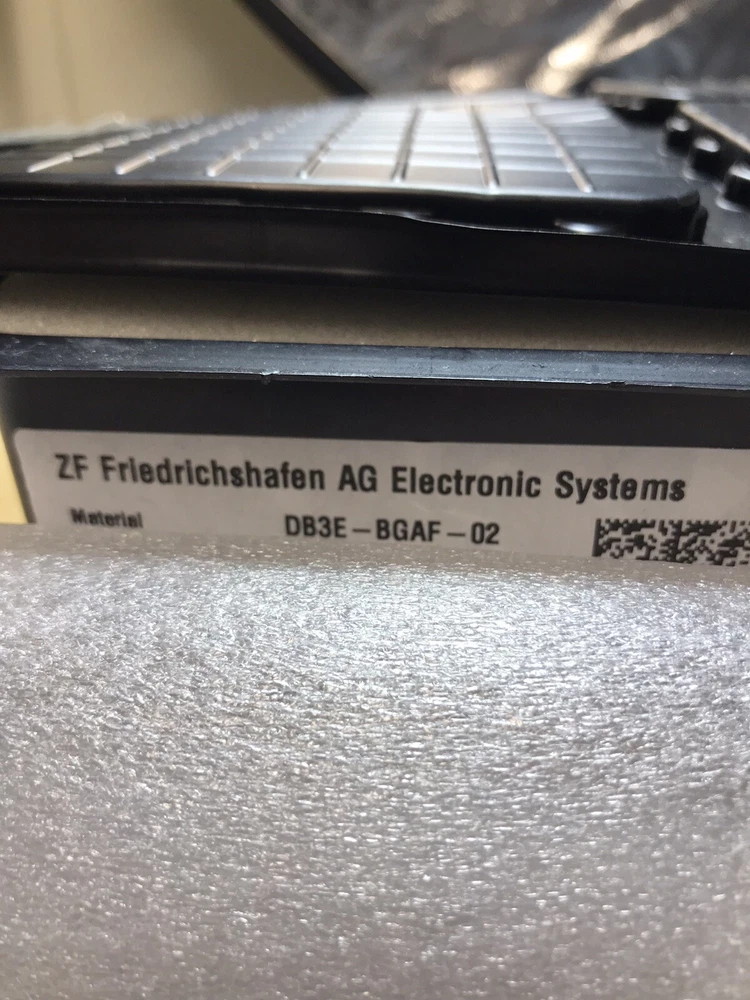 ZF Friedrichshafen AG Electronic Systems
Material DB3E-BGAF-02